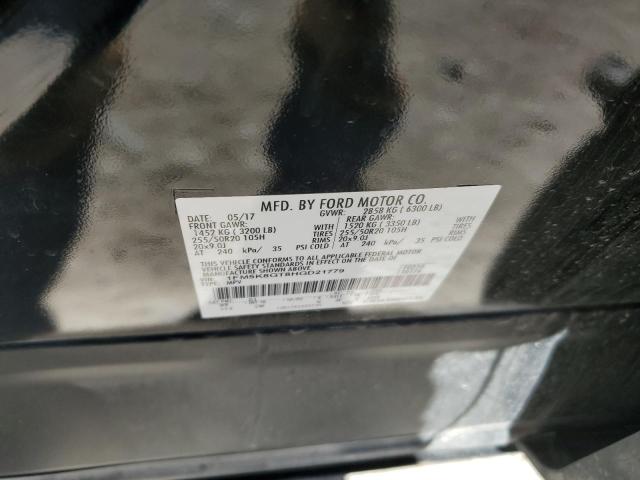 MFD. BY FORD MOTOR CO.
DATE: 05/17 GVWR: 2858 KG ( 6300 LB)
FRONT GAWR: REAR GAWR:
1452 KG ( 3200 LB) WITH 1520 KG ( 3350 LB) WITH
255/50R20 105H TIRES 255/50R20 105H TIRES
20x9.0J RIMS 20x9.0J RIMS
AT 240 kPa/ 35 PSI COLD AT 240 kPa/ 35 PSI COLD
THIS VEHICLE CONFORMS TO ALL APPLICABLE FEDERAL MOTOR
VEHICLE SAFETY STANDARDS IN EFFECT ON THE DATE OF
MANUFACTURE SHOWN ABOVE.
VIN: 1FM5K8GT8HGD21779
TYPE: MPV